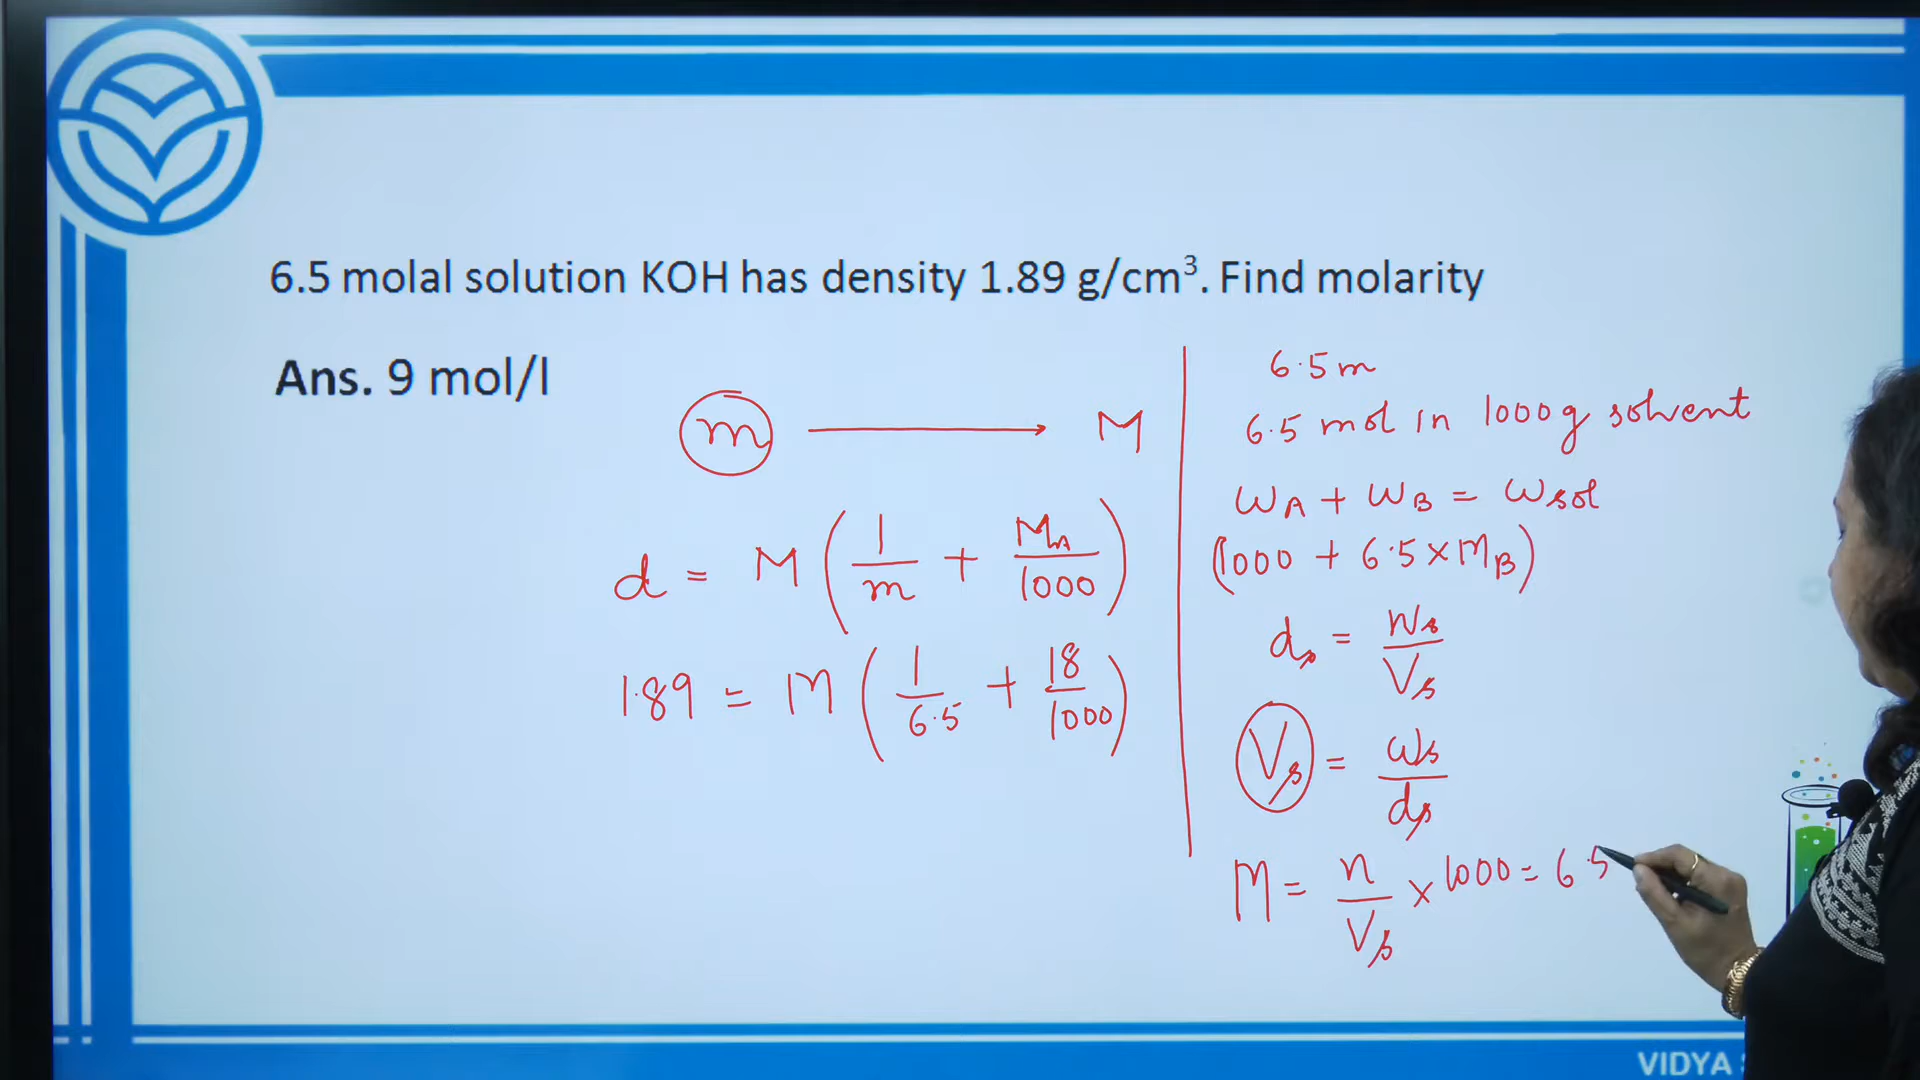 6.5 molal solution KOH has density 1.89 g/cm³. Find molarity
Ans. 9 mol/l
m ⟶ M
d = M (1/m + M_A/1000)
1.89 = M (1/6.5 + 18/1000)
6.5 m
6.5 mol in 1000g solvent
W_A + W_B = W_sol
(1000 + 6.5 × M_B)
d_s = W_s/V_s
V_s = W_s/d_s
M = n/V_s × 1000 = 6.5
VIDYA